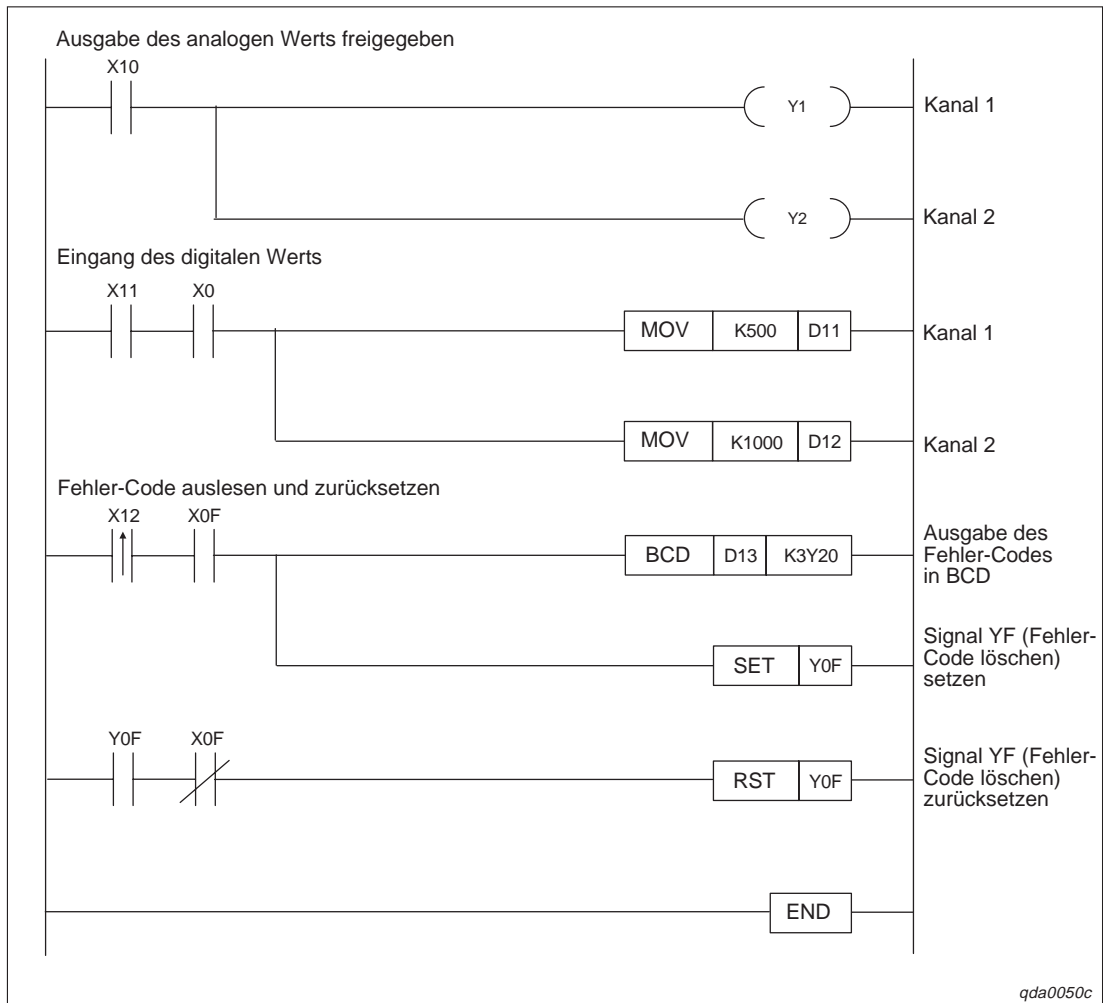 Ausgabe des analogen Werts freigegeben
X10
Y1
Kanal 1
Y2
Kanal 2
Eingang des digitalen Werts
X11 X0
MOV K500 D11
Kanal 1
MOV K1000 D12
Kanal 2
Fehler-Code auslesen und zurücksetzen
X12 X0F
BCD D13 K3Y20
Ausgabe des
Fehler-Codes
in BCD
SET Y0F
Signal YF (Fehler-
Code löschen)
setzen
Y0F X0F
RST Y0F
Signal YF (Fehler-
Code löschen)
zurücksetzen
END
qda0050c